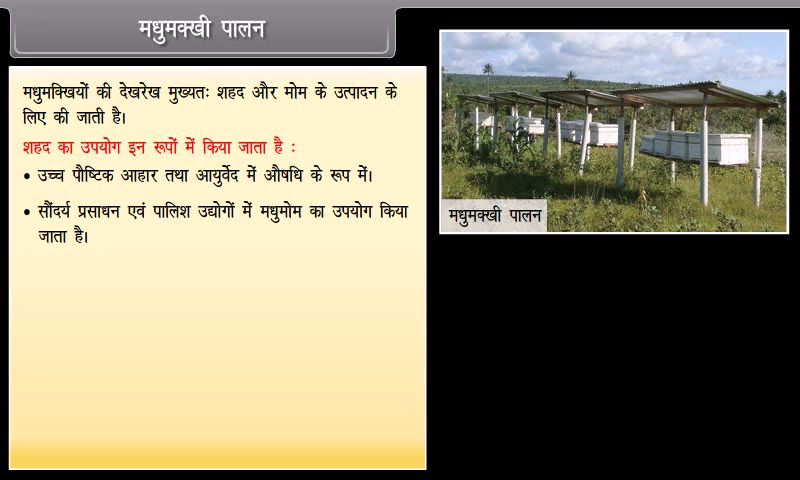 मधुमक्खी पालन
मधुमक्खियों की देखरेख मुख्यतः शहद और मोम के उत्पादन के
लिए की जाती है।
शहद का उपयोग इन रूपों में किया जाता है :
• उच्च पौष्टिक आहार तथा आयुर्वेद में औषधि के रूप में।
• सौंदर्य प्रसाधन एवं पालिश उद्योगों में मधुमोम का उपयोग किया
जाता है।
मधुमक्खी पालन